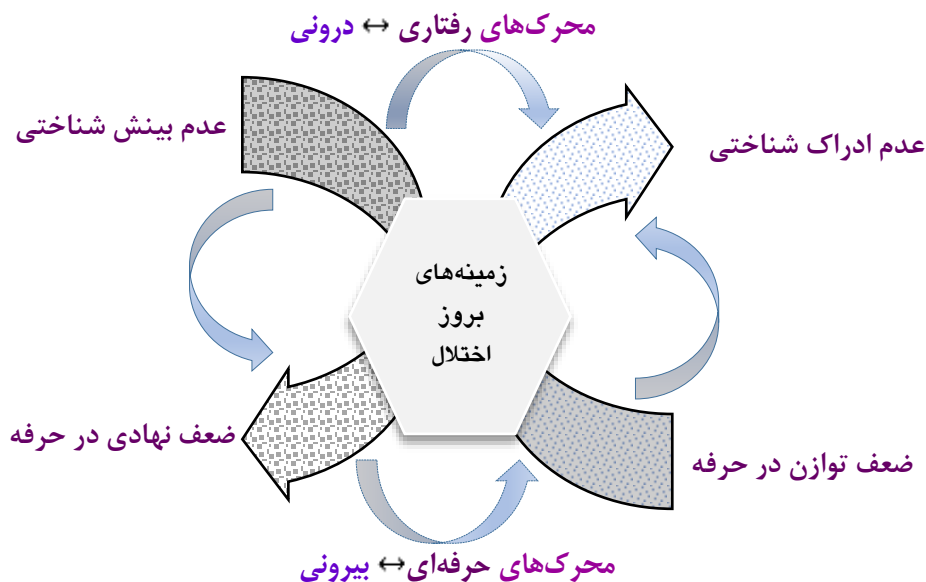 محرک‌های رفتاری ↔ درونی
عدم بینش شناختی
عدم ادراک شناختی
زمینه‌های
بروز
اختلال
ضعف نهادی در حرفه
ضعف توازن در حرفه
محرک‌های حرفه‌ای↔ بیرونی